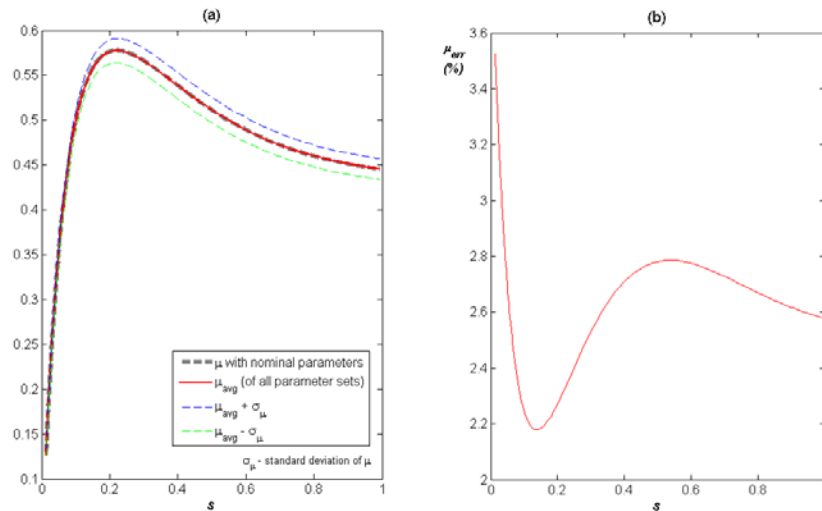 (a)
0.6
0.55
0.5
0.45
0.4
0.35
0.3
0.25
0.2
0.15
0.1
0 0.2 0.4 0.6 0.8 1
s
μ with nominal parameters
μavg (of all parameter sets)
μavg + σμ
μavg - σμ
σμ - standard deviation of μ
(b)
μerr
(%)
3.6
3.4
3.2
3
2.8
2.6
2.4
2.2
2
0 0.2 0.4 0.6 0.8
s